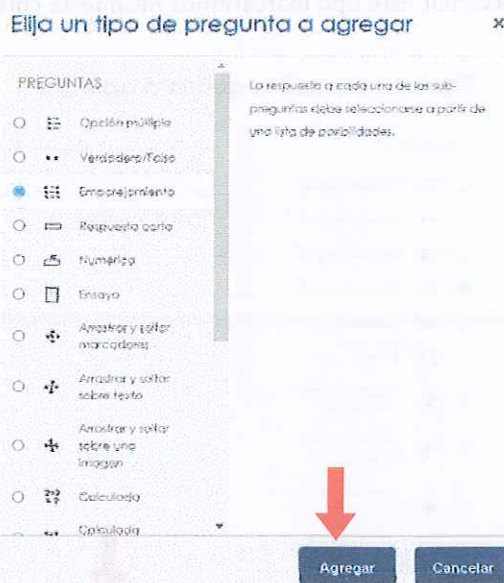 Elija un tipo de pregunta a agregar
x
PREGUNTAS
Opción múltiple
Verdadero/Falso
Emparejamiento
Respuesta corta
Numérica
Ensayo
Arrastrar y soltar
marcadores
Arrastrar y soltar
sobre texto
Arrastrar y soltar
sobre una
imagen
Calculada
Calculada
La respuesta a cada una de las sub-
preguntas debe seleccionarse a partir de
una lista de posibilidades.
Agregar
Cancelar